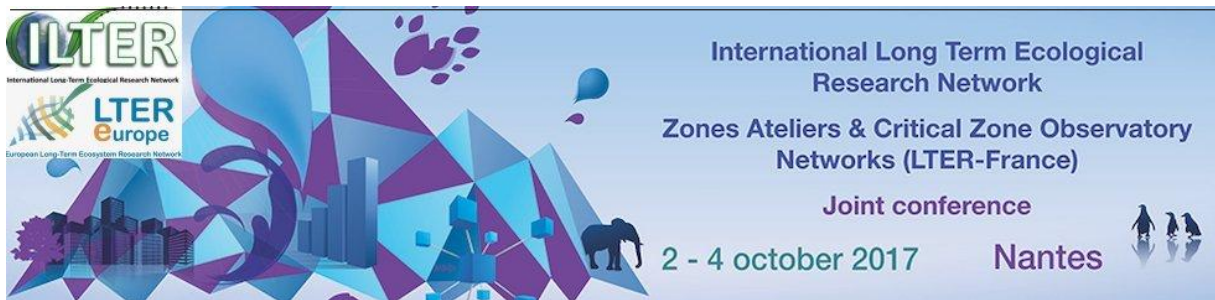 ILTER
International Long-Term Ecological Research Network
LTER
europe
European Long-Term Ecosystem Research Network
International Long Term Ecological
Research Network
Zones Ateliers & Critical Zone Observatory
Networks (LTER-France)
Joint conference
2 - 4 october 2017 Nantes